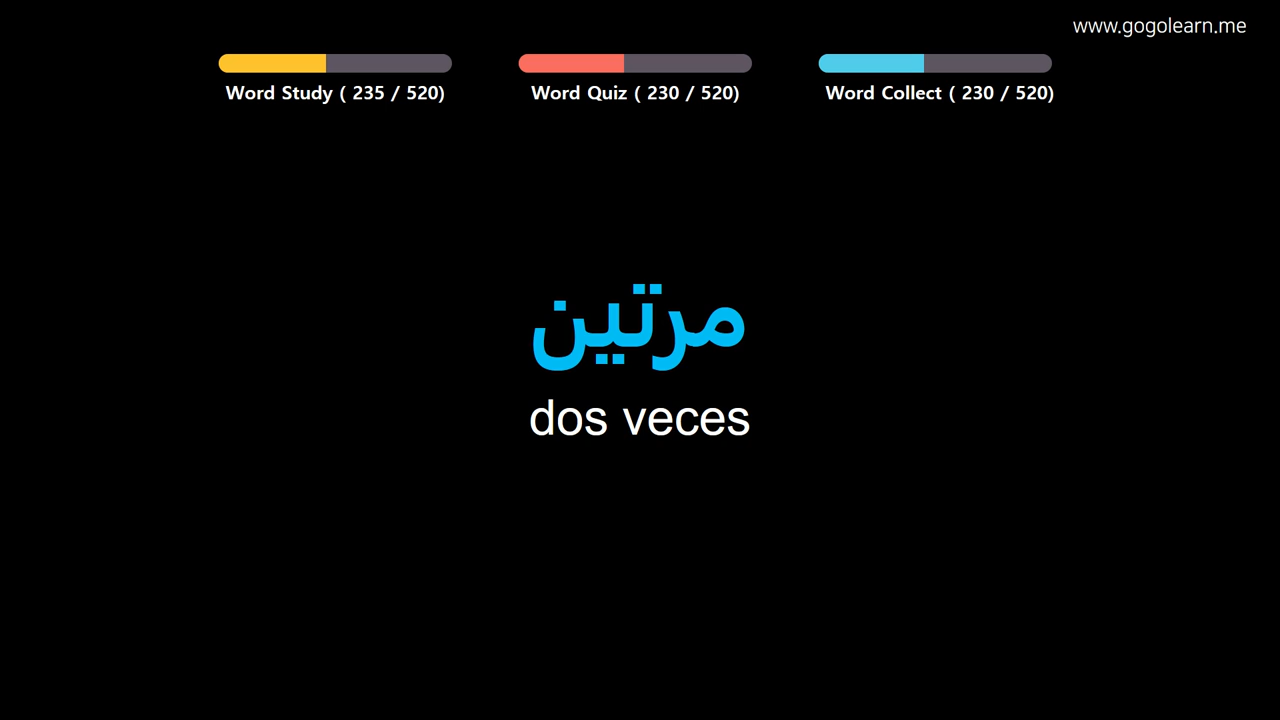 www.gogolearn.me
Word Study ( 235 / 520)
Word Quiz ( 230 / 520)
Word Collect ( 230 / 520)
مرتين
dos veces